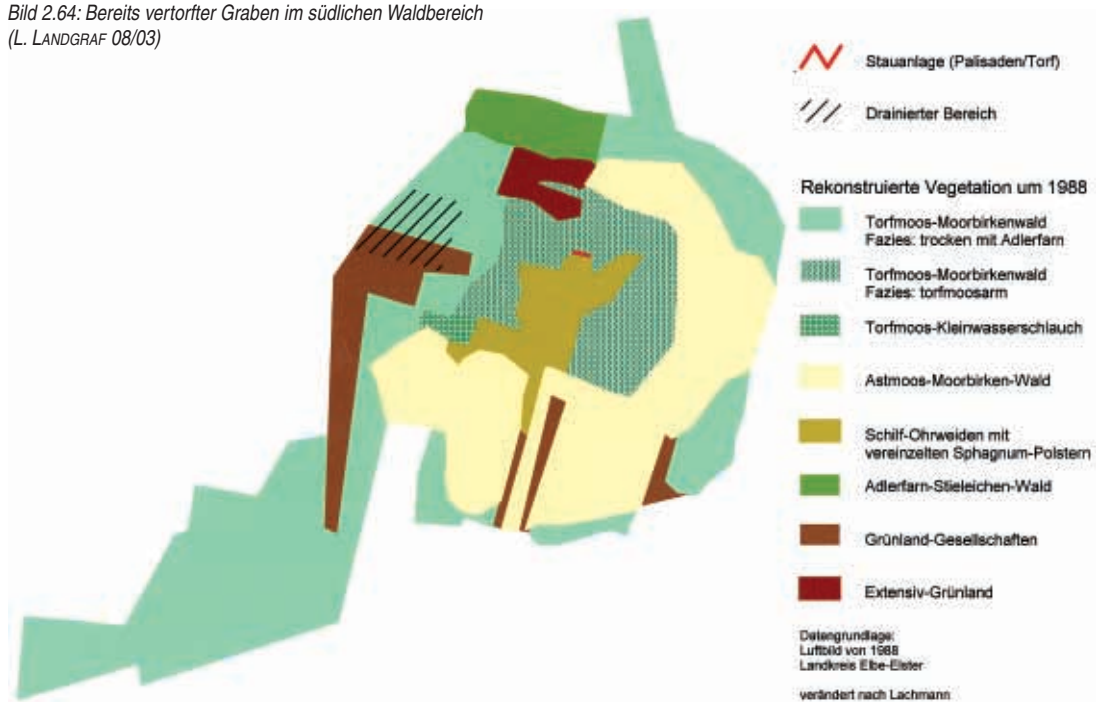 Bild 2.64: Bereits vertorfter Graben im südlichen Waldbereich
(L. LANDGRAF 08/03)
Stauanlage (Palisaden/Torf)
Drainierter Bereich
Rekonstruierte Vegetation um 1988
Torfmoos-Moorbirkenwald
Fazies: trocken mit Adlerfarn
Torfmoos-Moorbirkenwald
Fazies: torfmoosarm
Torfmoos-Kleinwasserschlauch
Astmoos-Moorbirken-Wald
Schilf-Ohrweiden mit
vereinzelten Sphagnum-Polstern
Adlerfarn-Stieleichen-Wald
Grünland-Gesellschaften
Extensiv-Grünland
Datengrundlage:
Luftbild von 1988
Landkreis Elbe-Elster
verändert nach Lachmann